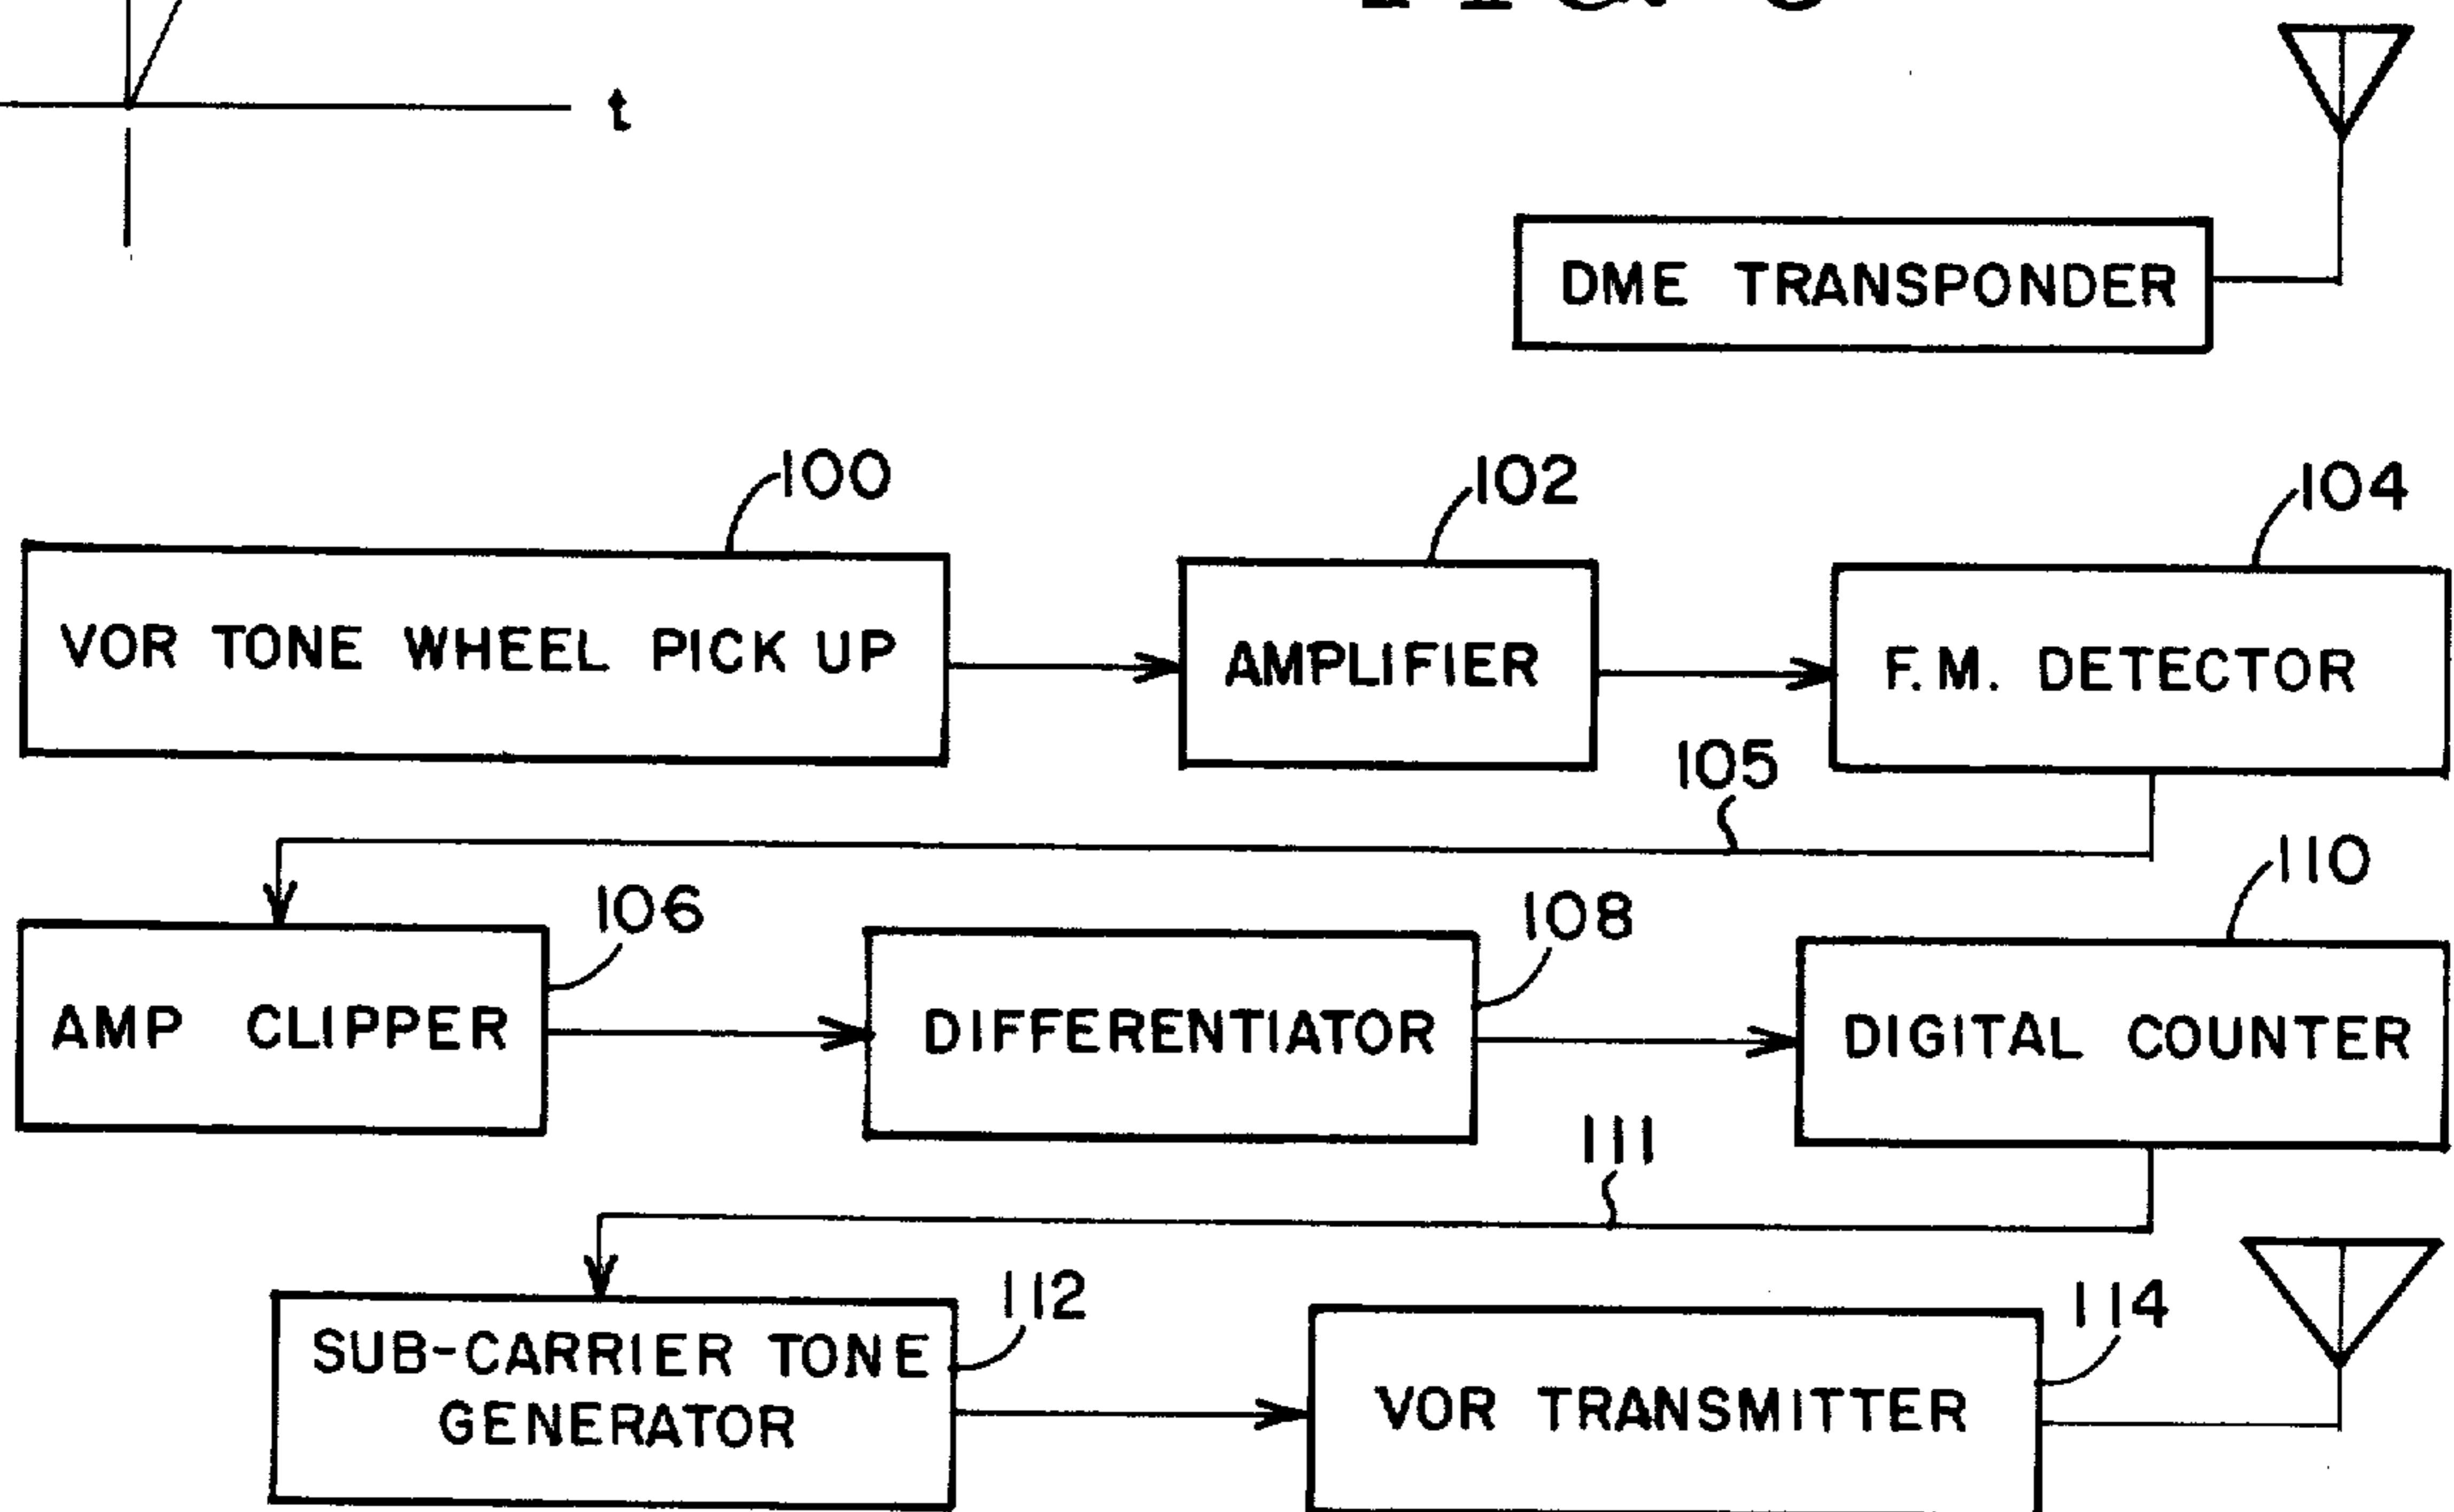 t
DME TRANSPONDER
100
102
104
VOR TONE WHEEL PICK UP
AMPLIFIER
F.M. DETECTOR
105
106
108
110
AMP CLIPPER
DIFFERENTIATOR
DIGITAL COUNTER
111
112
114
SUB-CARRIER TONE
GENERATOR
VOR TRANSMITTER